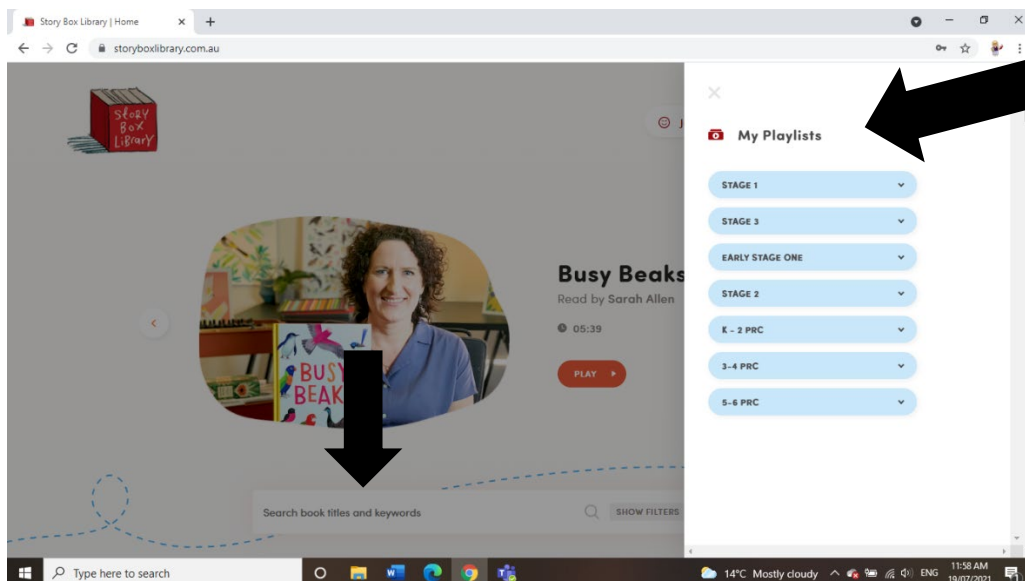 Story Box Library | Home
storyboxlibrary.com.au
Story
Box
Library
My Playlists
STAGE 1
STAGE 3
EARLY STAGE ONE
STAGE 2
K - 2 PRC
3-4 PRC
5-6 PRC
Busy Beaks
Read by Sarah Allen
05:39
PLAY
BUSY
BEAK
Search book titles and keywords
SHOW FILTERS
Type here to search
14°C Mostly cloudy
ENG
11:58 AM
19/07/2021